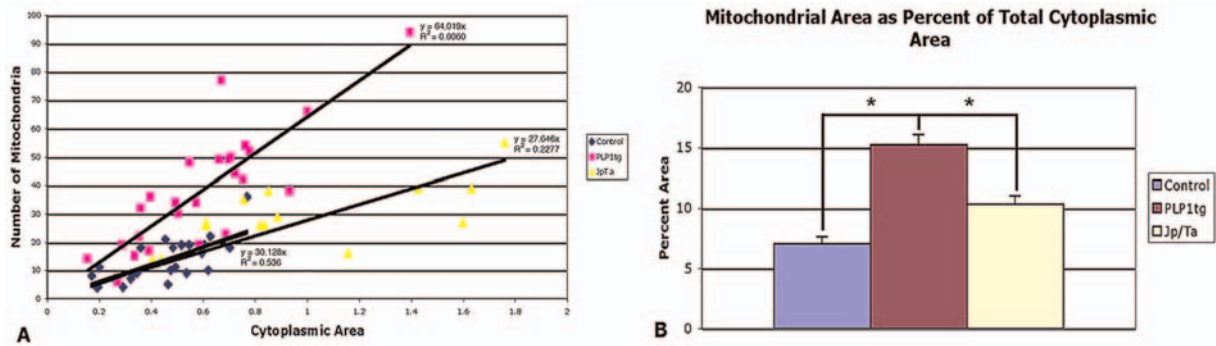 100
90
80
70
60
50
40
30
20
10
0
Number of Mitochondria
0 0.2 0.4 0.6 0.8 1 1.2 1.4 1.6 1.8 2
Cytoplasmic Area
y = 64.019x
R² = 0.6060
y = 27.646x
R² = 0.2277
y = 30.128x
R² = 0.536
Control
PLP1tg
JpTa
A
Mitochondrial Area as Percent of Total Cytoplasmic
Area
20
15
10
5
0
Percent Area
* *
Control
PLP1tg
Jp/Ta
B